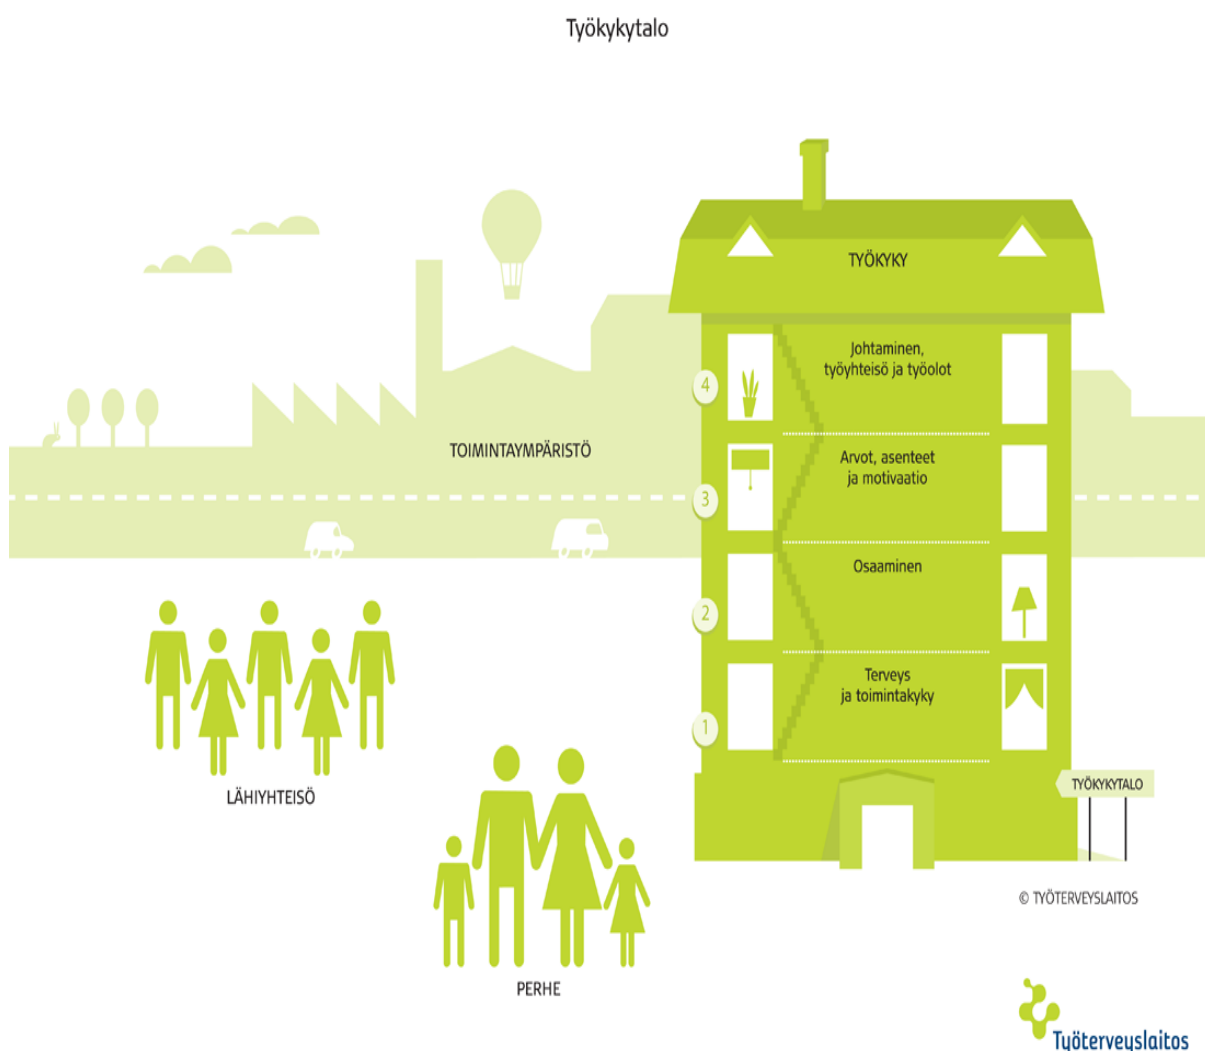 Työkykytalo
TYÖKYKY
4
Johtaminen,
työyhteisö ja työolot
TOIMINTAYMPÄRISTÖ
3
Arvot, asenteet
ja motivaatio
2
Osaaminen
1
Terveys
ja toimintakyky
LÄHIYHTEISÖ
TYÖKYKYTALO
PERHE
© TYÖTERVEYSLAITOS
Työterveyslaitos